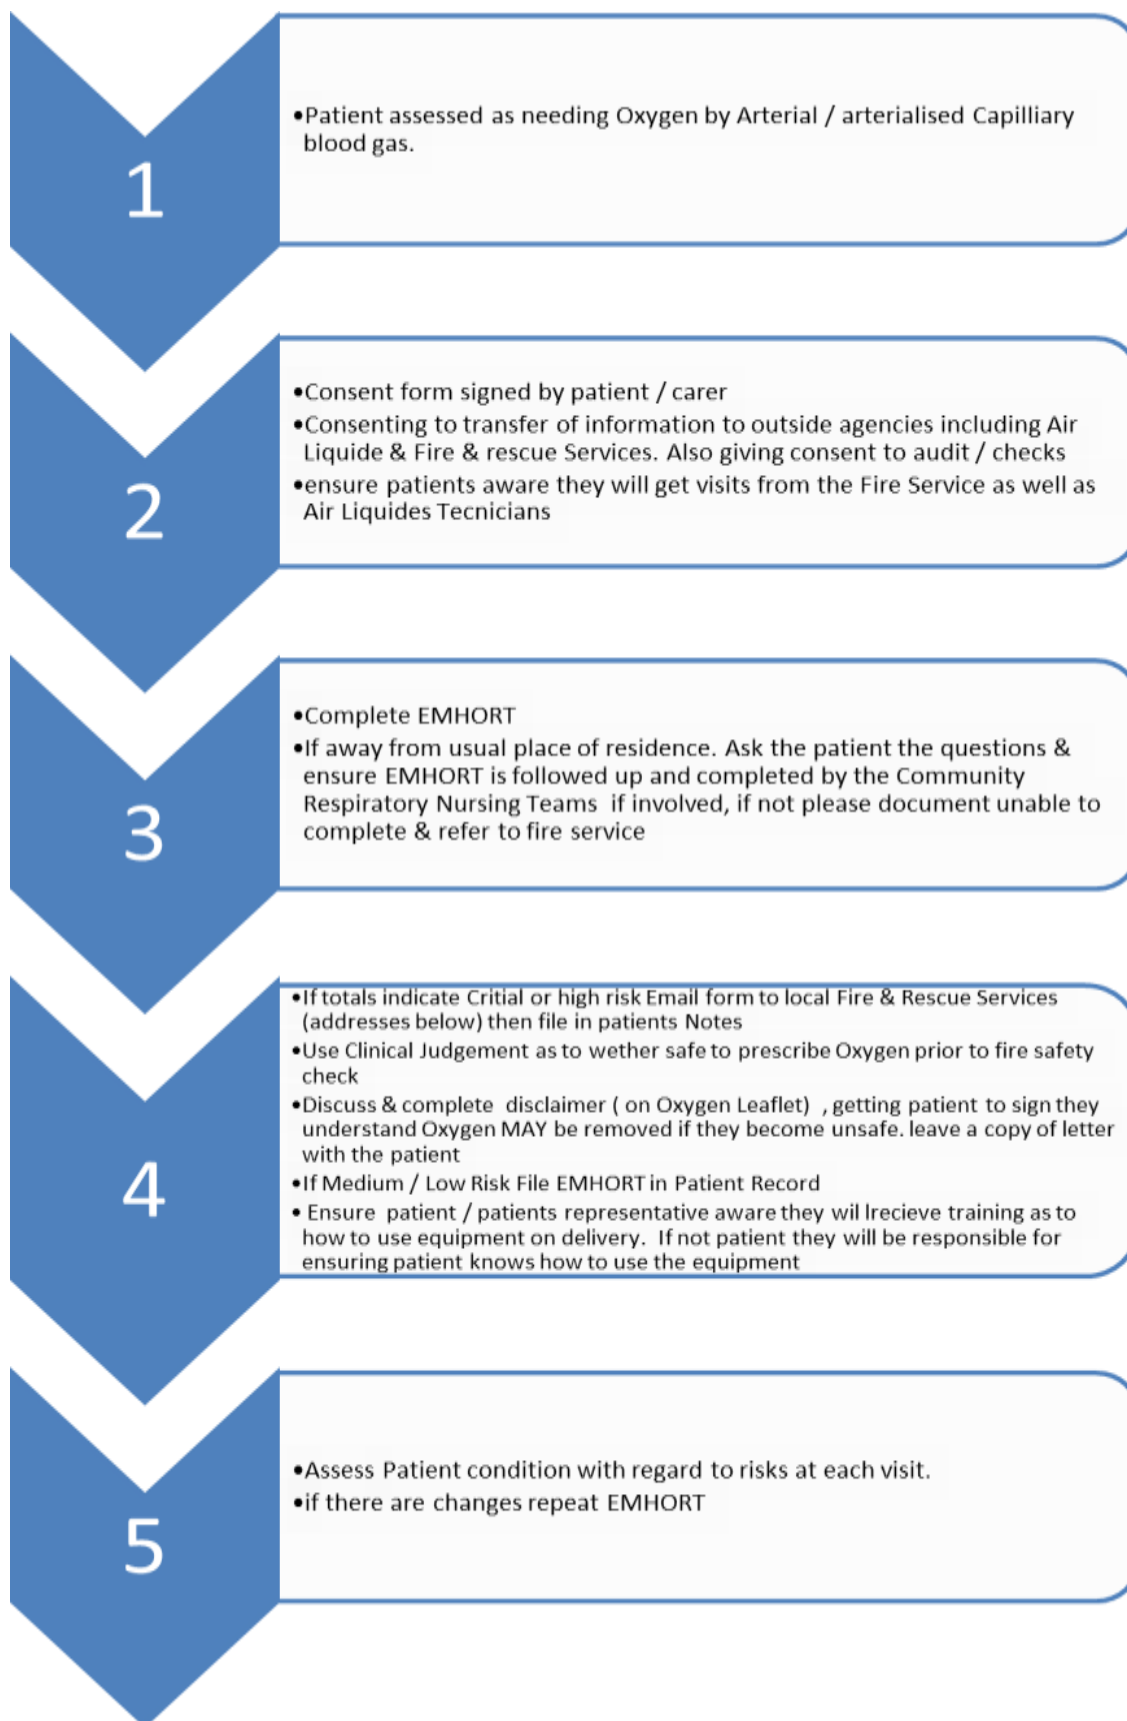 1
•Patient assessed as needing Oxygen by Arterial / arterialised Capilliary
blood gas.
2
•Consent form signed by patient / carer
•Consenting to transfer of information to outside agencies including Air
Liquide & Fire & rescue Services. Also giving consent to audit / checks
•ensure patients aware they will get visits from the Fire Service as well as
Air Liquides Tecnicians
3
•Complete EMHORT
•If away from usual place of residence. Ask the patient the questions &
ensure EMHORT is followed up and completed by the Community
Respiratory Nursing Teams if involved, if not please document unable to
complete & refer to fire service
4
•If totals indicate Critial or high risk Email form to local Fire & Rescue Services
(addresses below) then file in patients Notes
•Use Clinical Judgement as to wether safe to prescribe Oxygen prior to fire safety
check
•Discuss & complete disclaimer ( on Oxygen Leaflet) , getting patient to sign they
understand Oxygen MAY be removed if they become unsafe. leave a copy of letter
with the patient
•If Medium / Low Risk File EMHORT in Patient Record
• Ensure patient / patients representative aware they wil lrecieve training as to
how to use equipment on delivery. If not patient they will be responsible for
ensuring patient knows how to use the equipment
5
•Assess Patient condition with regard to risks at each visit.
•if there are changes repeat EMHORT